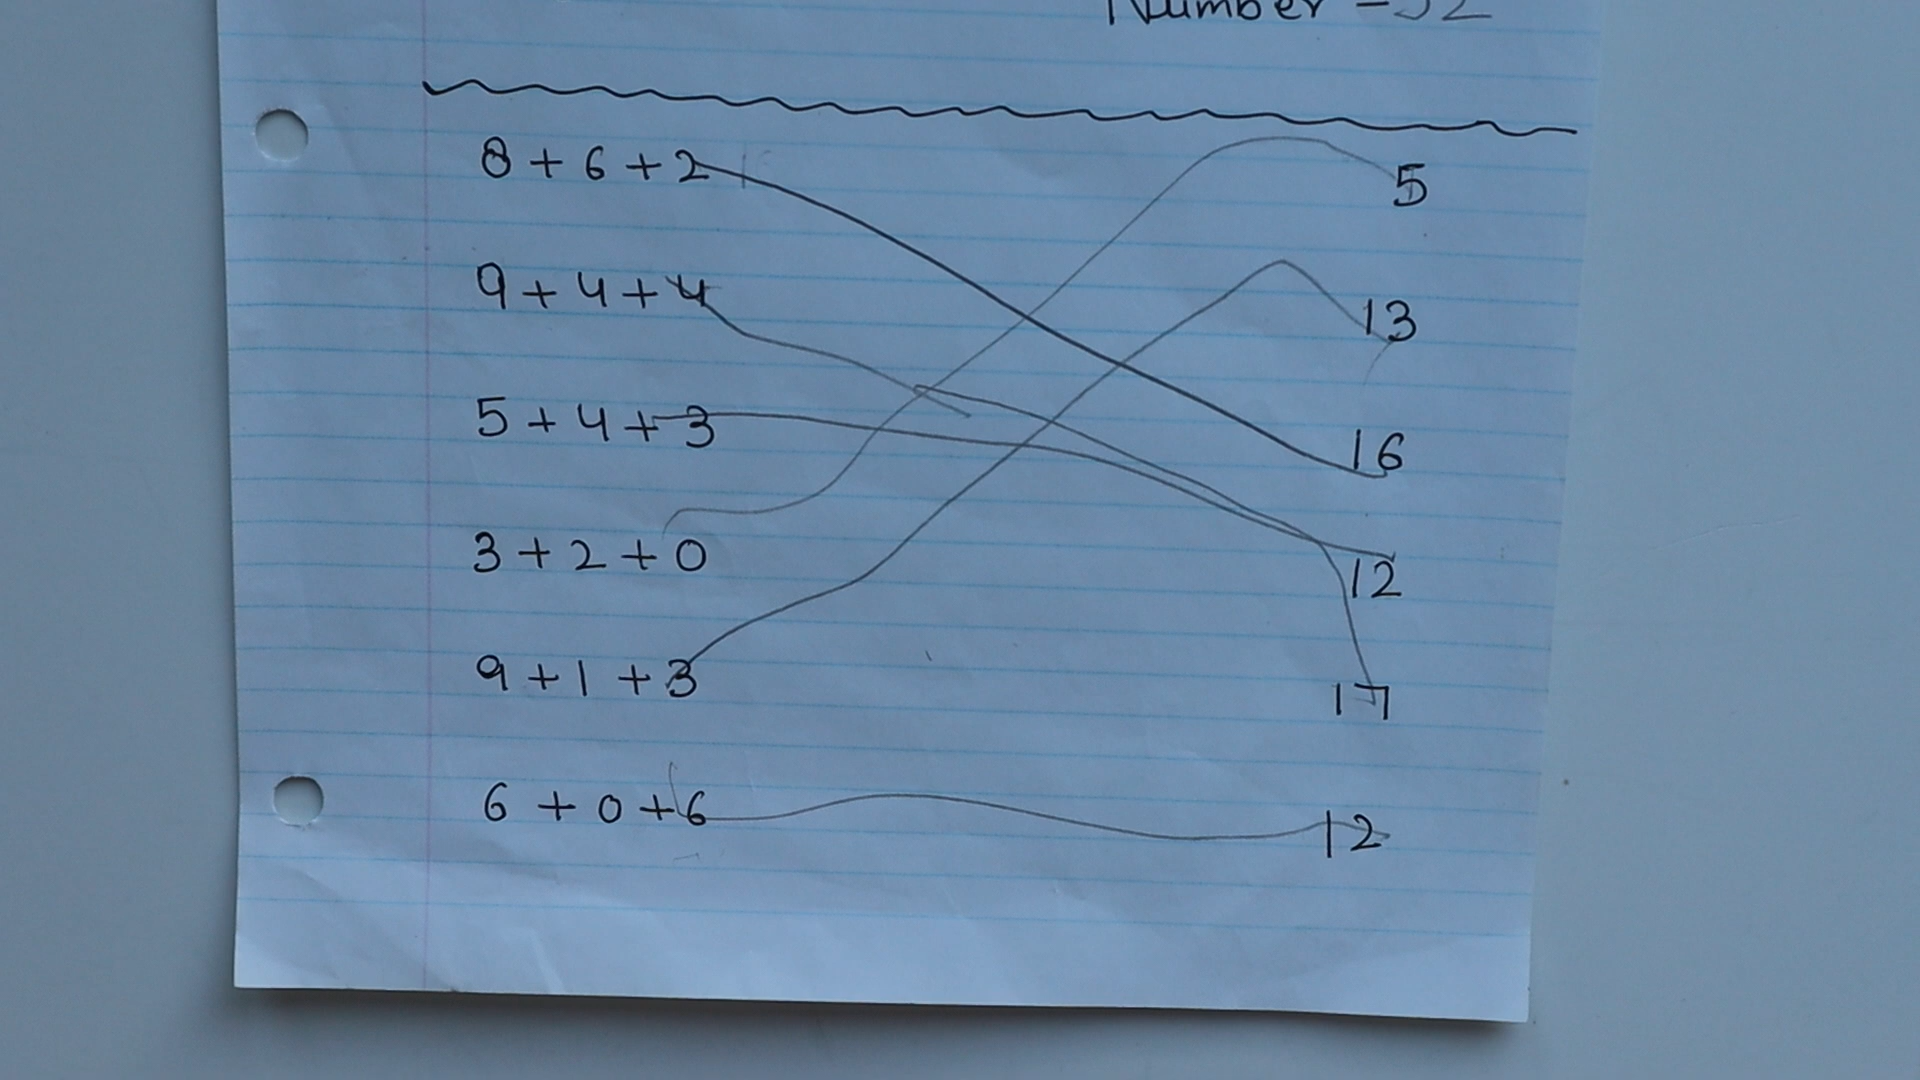 Number
8 + 6 + 2 5
9 + 4 + 4 13
5 + 4 + 3 16
3 + 2 + 0 12
9 + 1 + 3 17
6 + 0 + 6 12